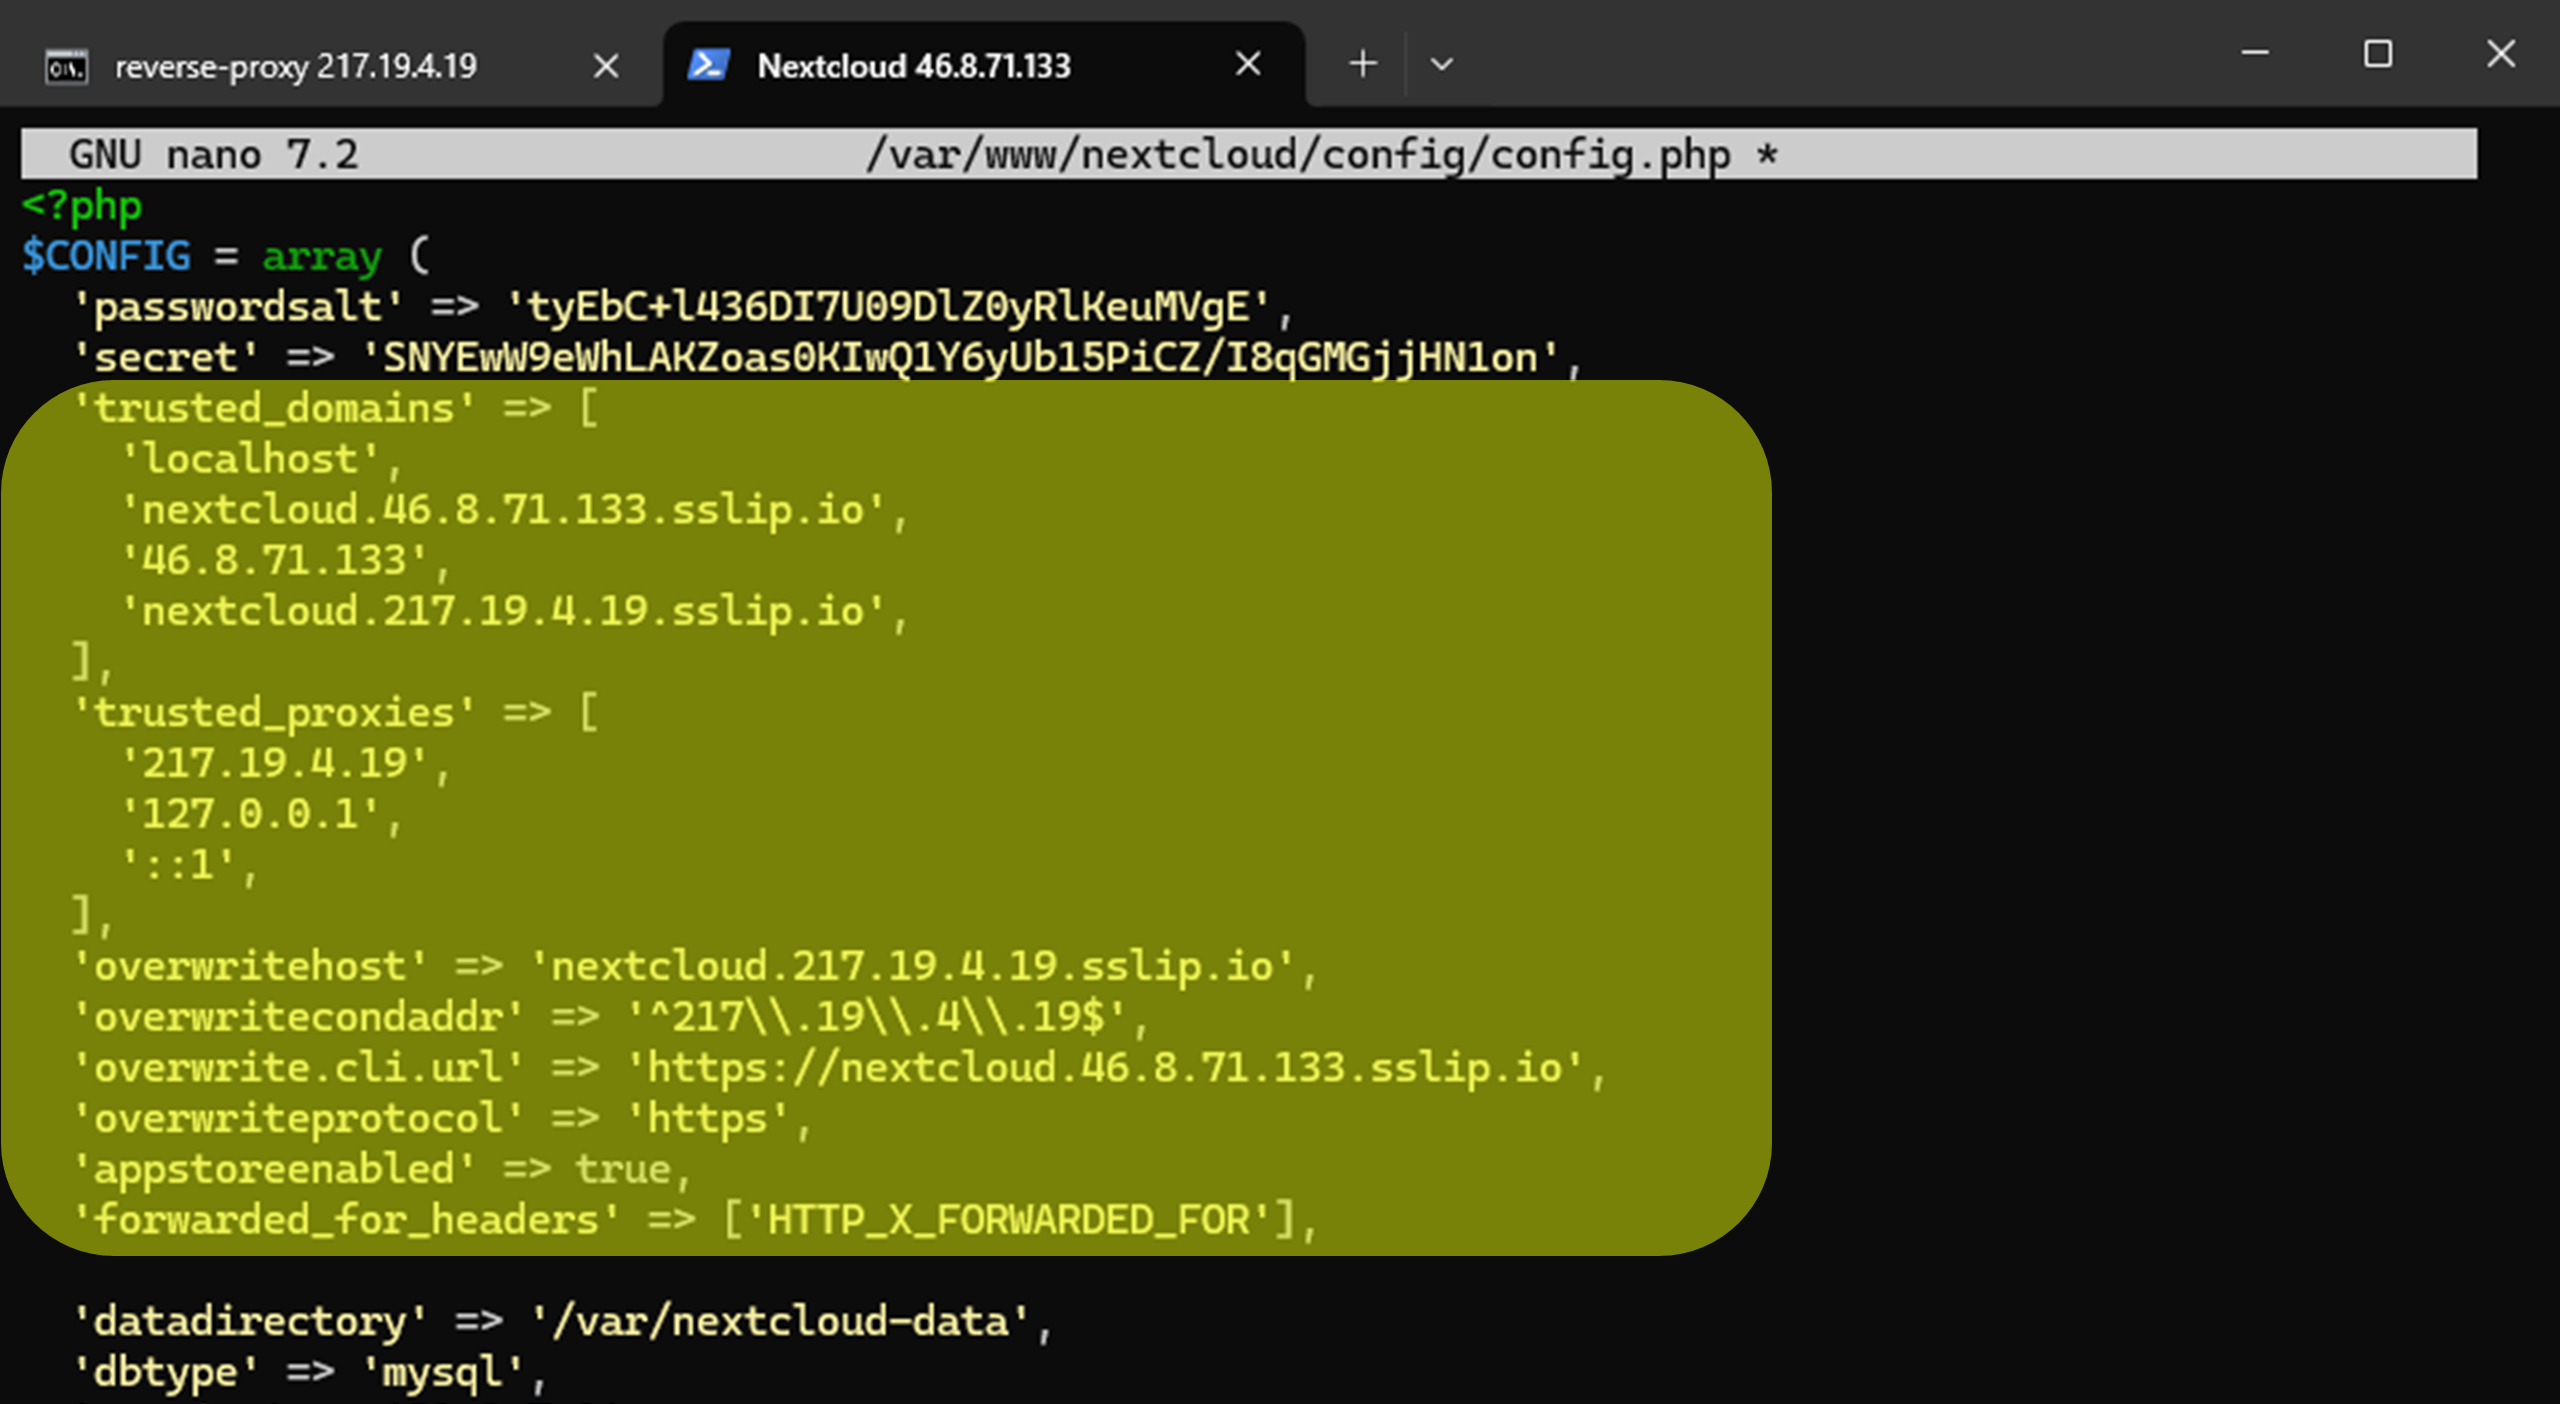 reverse-proxy 217.19.4.19
Nextcloud 46.8.71.133
GNU nano 7.2 /var/www/nextcloud/config/config.php *
<?php
$CONFIG = array (
  'passwordsalt' => 'tyEbC+l436DI7U09DlZ0yRlKeuMVgE',
  'secret' => 'SNYEwW9eWhLAKZoas0KIwQ1Y6yUb15PiCZ/I8qGMGjjHN1on',
  'trusted_domains' => [
    'localhost',
    'nextcloud.46.8.71.133.sslip.io',
    '46.8.71.133',
    'nextcloud.217.19.4.19.sslip.io',
  ],
  'trusted_proxies' => [
    '217.19.4.19',
    '127.0.0.1',
    '::1',
  ],
  'overwritehost' => 'nextcloud.217.19.4.19.sslip.io',
  'overwritecondaddr' => '^217\\.19\\.4\\.19$',
  'overwrite.cli.url' => 'https://nextcloud.46.8.71.133.sslip.io',
  'overwriteprotocol' => 'https',
  'appstoreenabled' => true,
  'forwarded_for_headers' => ['HTTP_X_FORWARDED_FOR'],
  'datadirectory' => '/var/nextcloud-data',
  'dbtype' => 'mysql',